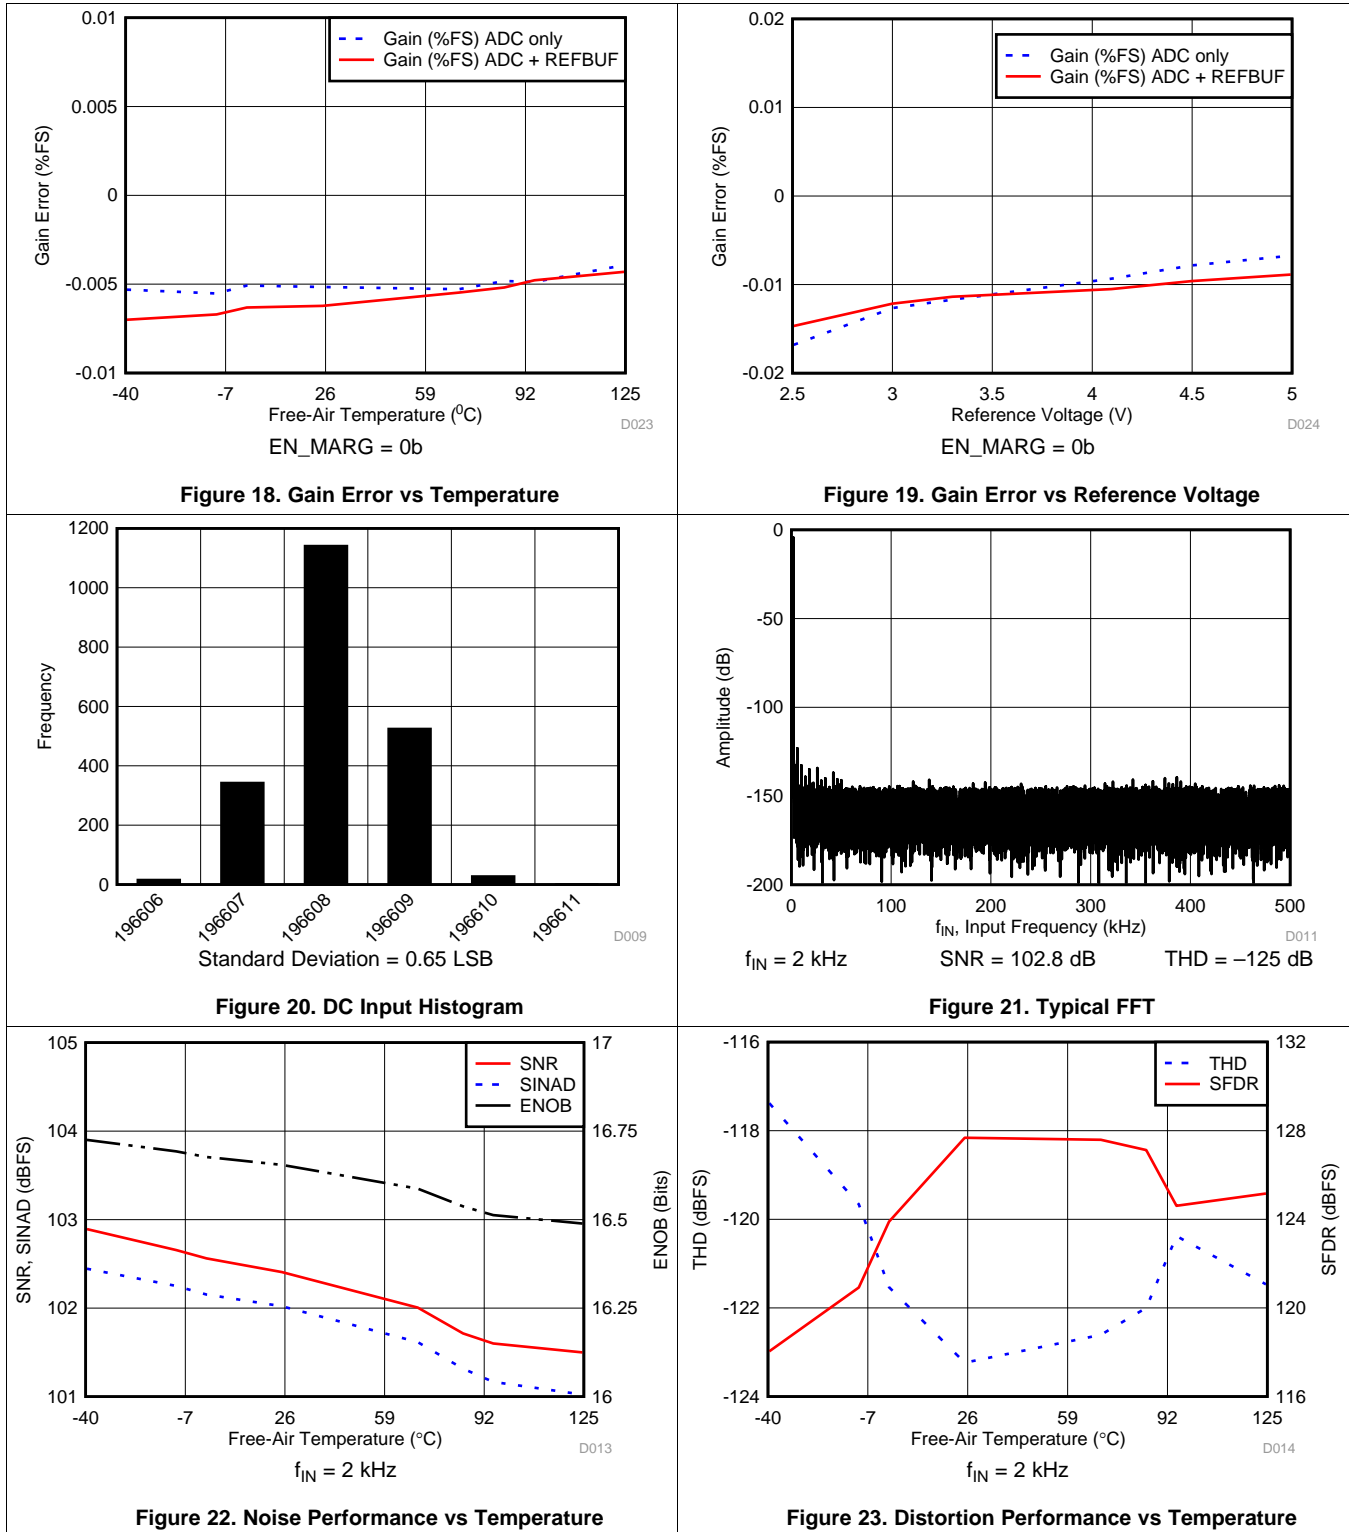 0.01
0.005
0
-0.005
-0.01
Gain Error (%FS)
Gain (%FS) ADC only
Gain (%FS) ADC + REFBUF
-40 -7 26 59 92 125
Free-Air Temperature (⁰C)
D023
EN_MARG = 0b
Figure 18. Gain Error vs Temperature
0.02
0.01
0
-0.01
-0.02
Gain Error (%FS)
Gain (%FS) ADC only
Gain (%FS) ADC + REFBUF
2.5 3 3.5 4 4.5 5
Reference Voltage (V)
D024
EN_MARG = 0b
Figure 19. Gain Error vs Reference Voltage
1200
1000
800
600
400
200
0
Frequency
196606 196607 196608 196609 196610 196611
D009
Standard Deviation = 0.65 LSB
Figure 20. DC Input Histogram
0
-50
-100
-150
-200
Amplitude (dB)
0 100 200 300 400 500
fIN, Input Frequency (kHz)
D011
fIN = 2 kHz SNR = 102.8 dB THD = –125 dB
Figure 21. Typical FFT
105
104
103
102
101
SNR, SINAD (dBFS)
SNR
SINAD
ENOB
17
16.75
16.5
16.25
16
ENOB (Bits)
-40 -7 26 59 92 125
Free-Air Temperature (°C)
D013
fIN = 2 kHz
Figure 22. Noise Performance vs Temperature
-116
-118
-120
-122
-124
THD (dBFS)
THD
SFDR
132
128
124
120
116
SFDR (dBFS)
-40 -7 26 59 92 125
Free-Air Temperature (°C)
D014
fIN = 2 kHz
Figure 23. Distortion Performance vs Temperature